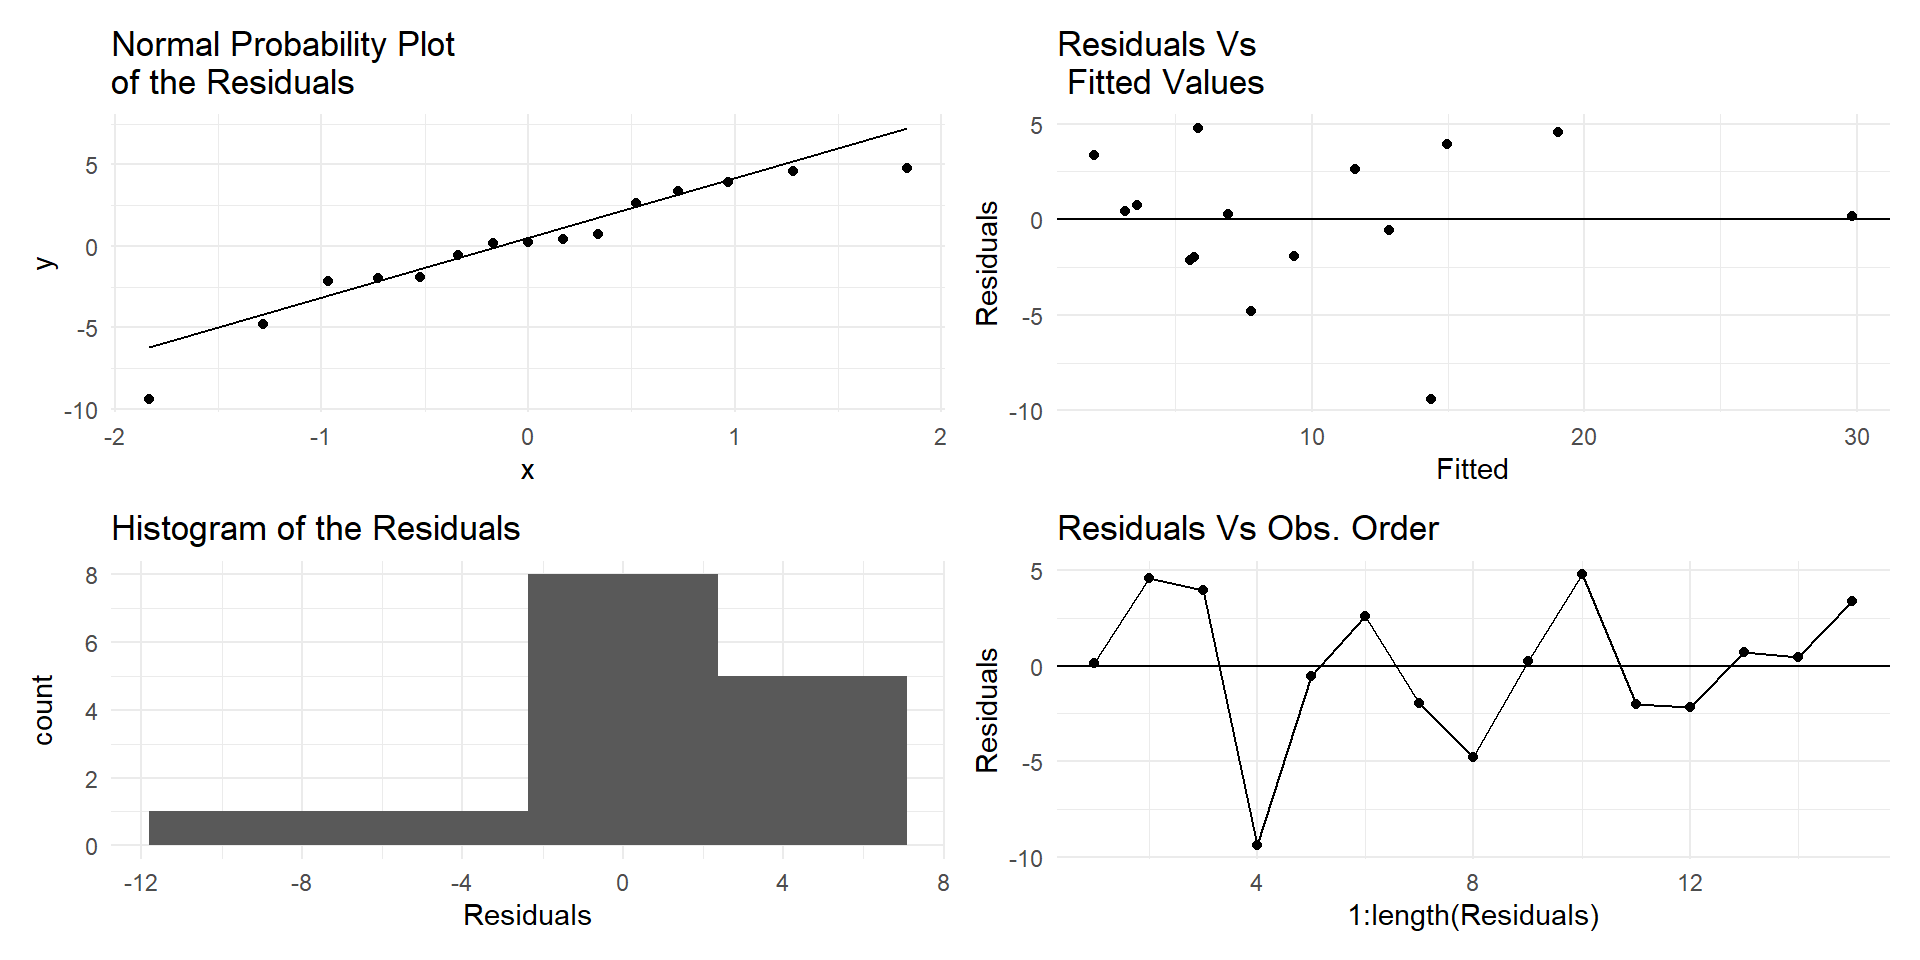 Normal Probability Plot
of the Residuals
5
0
-5
-10
y
-2
-1
0
1
2
x
Residuals Vs
Fitted Values
5
0
-5
-10
Residuals
10
20
30
Fitted
Histogram of the Residuals
8
6
4
2
0
count
-12
-8
-4
0
4
8
Residuals
Residuals Vs Obs. Order
5
0
-5
-10
Residuals
4
8
12
1:length(Residuals)